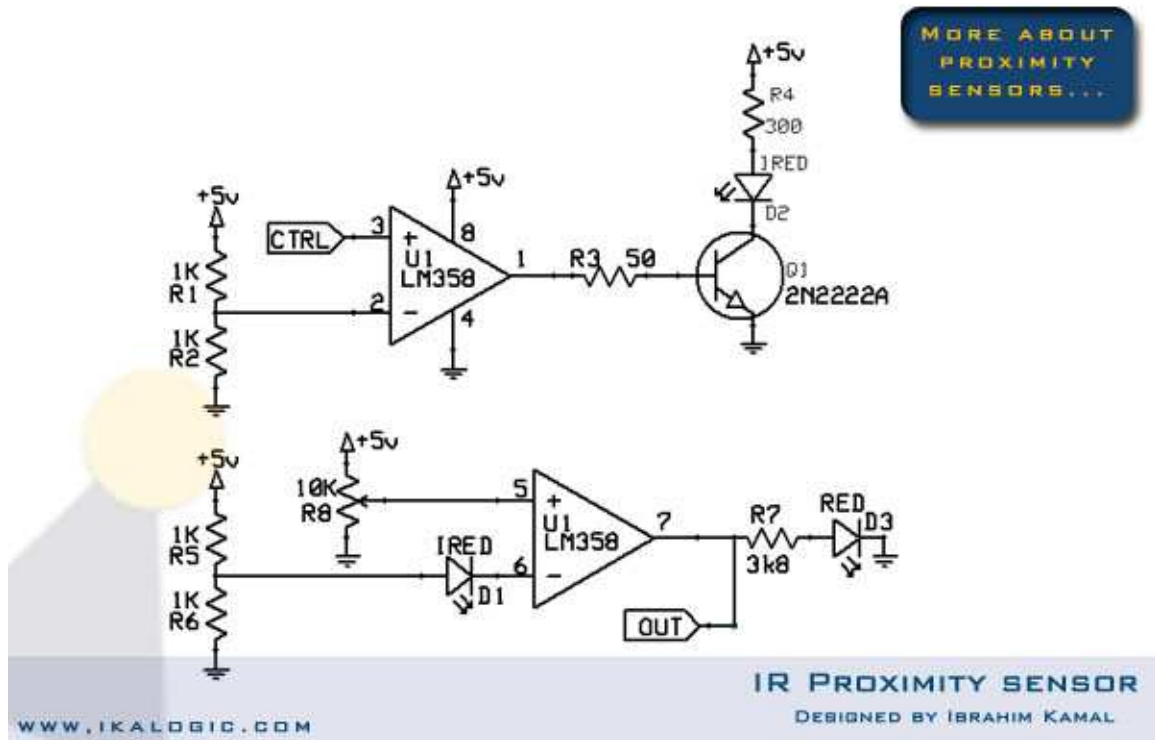 MORE ABOUT
PROXIMITY
SENSORS...
+5v
R4
300
IRED
D2
+5v
+5v
CTRL
3
+
8
U1
LM358
1
R3 50
Q1
2N2222A
1K
R1
2
-
4
1K
R2
+5v
+5v
10K
R8
5
+
U1
LM358
7
R7
3k8
RED
D3
1K
R5
IRED
D1
6
-
1K
R6
OUT
IR PROXIMITY SENSOR
DESIGNED BY IBRAHIM KAMAL
WWW.IKALOGIC.COM